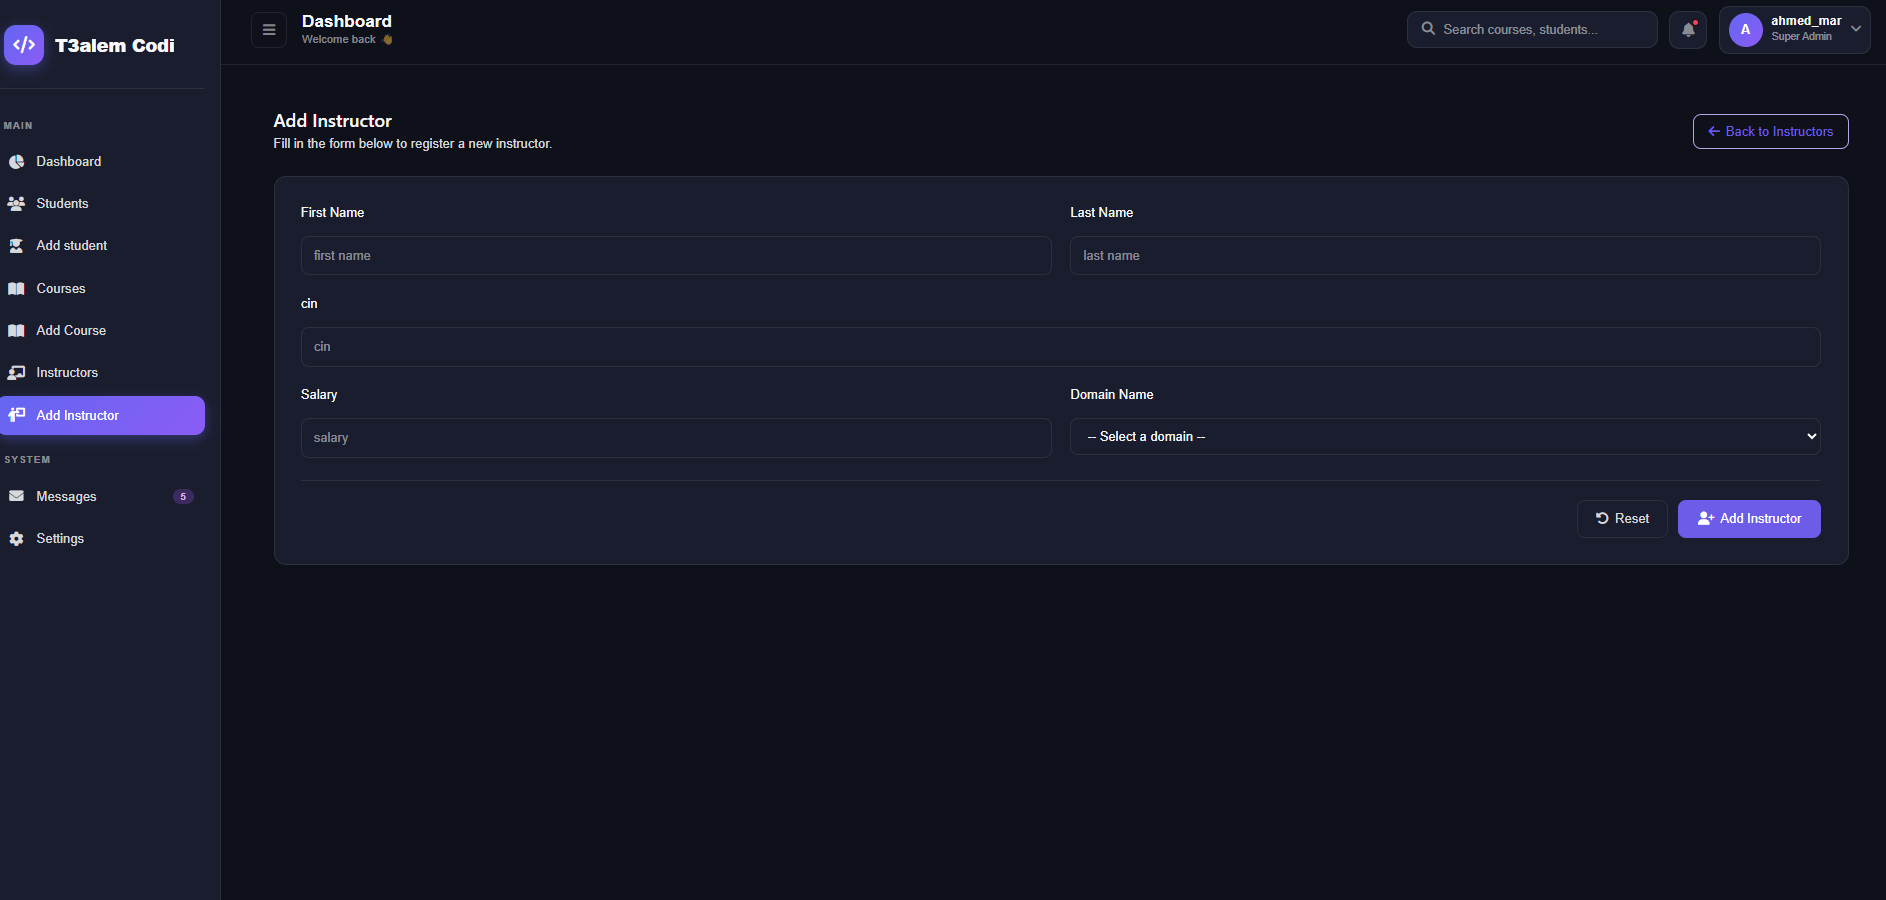 T3alem Codi
MAIN
Dashboard
Students
Add student
Courses
Add Course
Instructors
Add Instructor
SYSTEM
Messages 5
Settings
Dashboard
Welcome back 👋
Search courses, students...
A
ahmed_mar
Super Admin
Add Instructor
Fill in the form below to register a new instructor.
Back to Instructors
First Name Last Name
first name last name
cin
cin
Salary Domain Name
salary -- Select a domain --
Reset Add Instructor